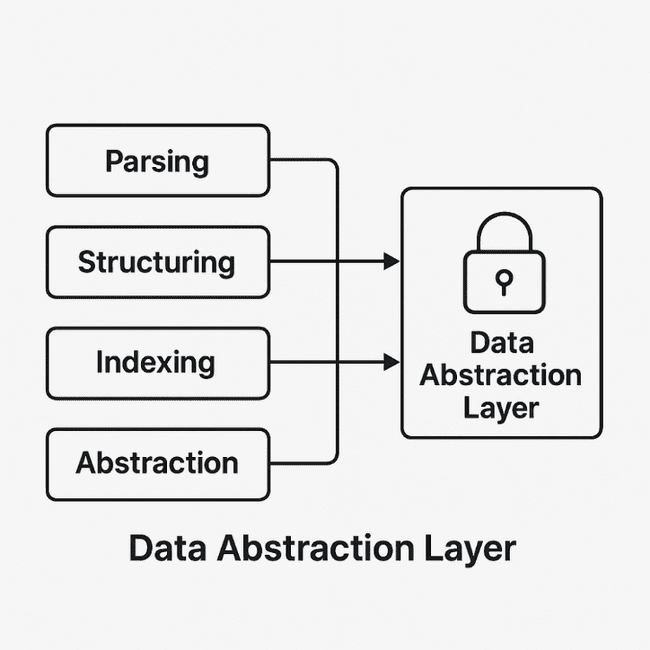 Parsing
Structuring
Indexing
Abstraction
Data
Abstraction
Layer
Data Abstraction Layer